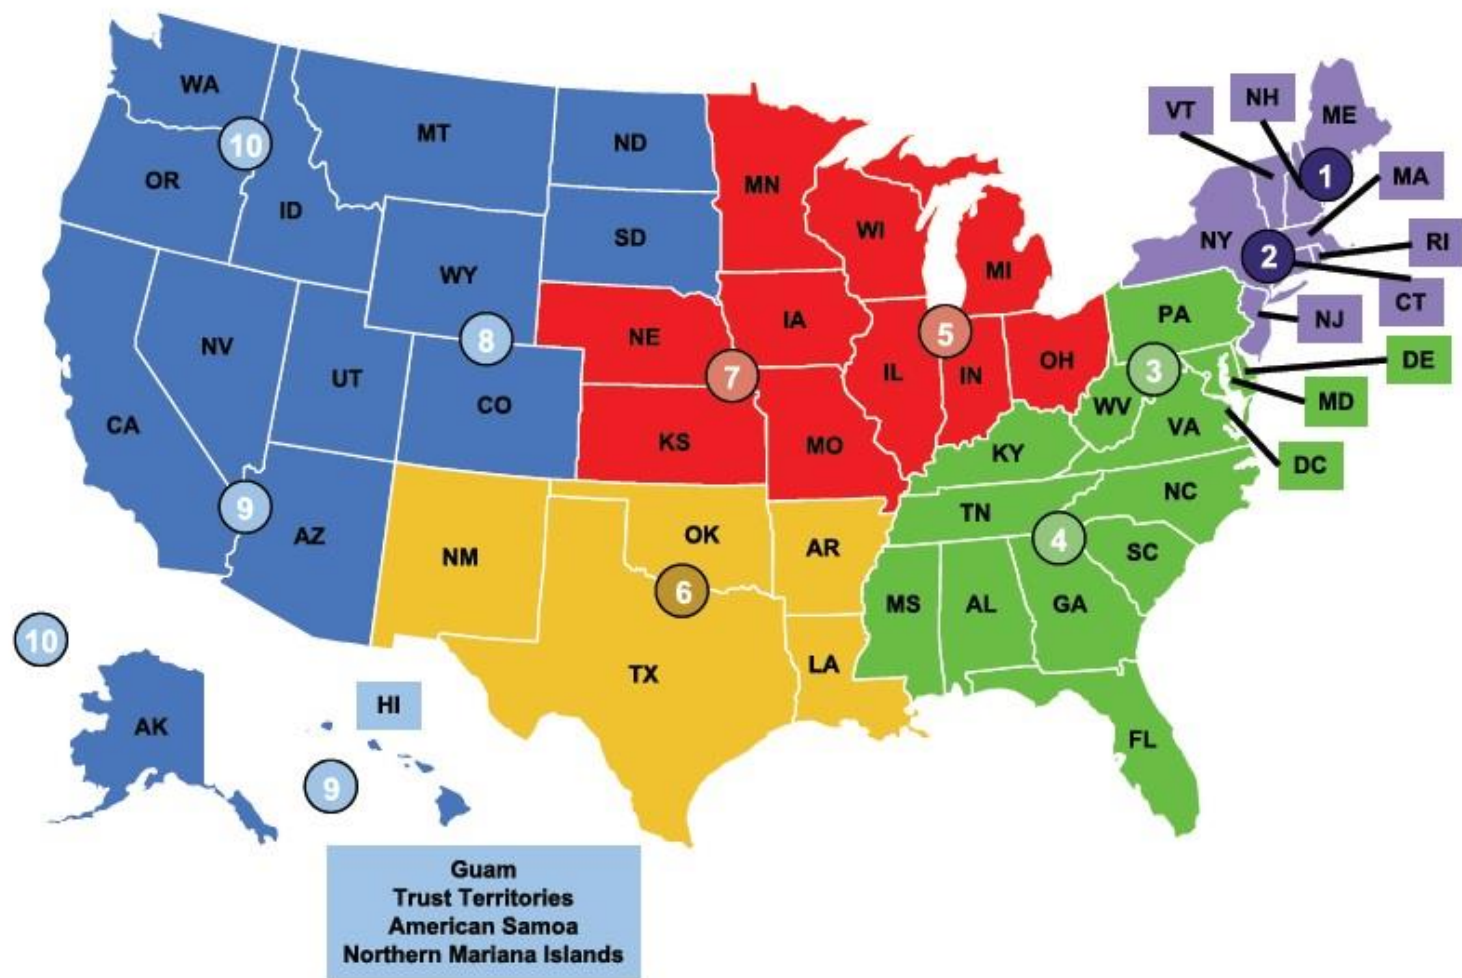 WA
10
MT
ND
OR
ID
SD
WY
8
NV
UT
CO
CA
9
AZ
MN
WI
MI
NE
IA
7
5
KS
MO
IL
IN
OH
VT
NH
ME
1
MA
NY
2
RI
CT
NJ
PA
3
DE
MD
WV
VA
DC
KY
NC
TN
4
SC
MS
AL
GA
FL
NM
OK
AR
6
TX
LA
10
AK
HI
9
Guam
Trust Territories
American Samoa
Northern Mariana Islands